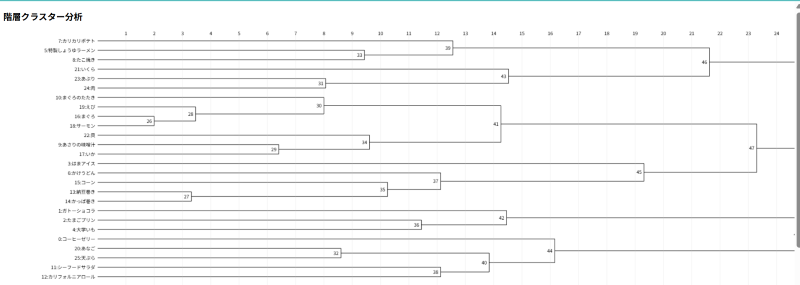 階層クラスター分析
1 2 3 4 5 6 7 8 9 10 11 12 13 14 15 16 17 18 19 20 21 22 23 24
7:カリカリポテト
5:特製しょうゆラーメン
8:たこ焼き
21:いくら
23:あぶり
24:肉
10:まぐろのたたき
19:えび
16:まぐろ
18:サーモン
22:貝
9:あさりの味噌汁
17:いか
3:はまアイス
6:かけうどん
15:コーン
13:納豆巻き
14:かっぱ巻き
1:ガトーショコラ
2:たまごプリン
4:大学いも
0:コーヒーゼリー
20:あなご
25:天ぷら
11:シーフードサラダ
12:カリフォルニアロール
39
33
46
43
31
30
28
26
41
34
29
47
45
37
35
27
42
36
44
32
40
38